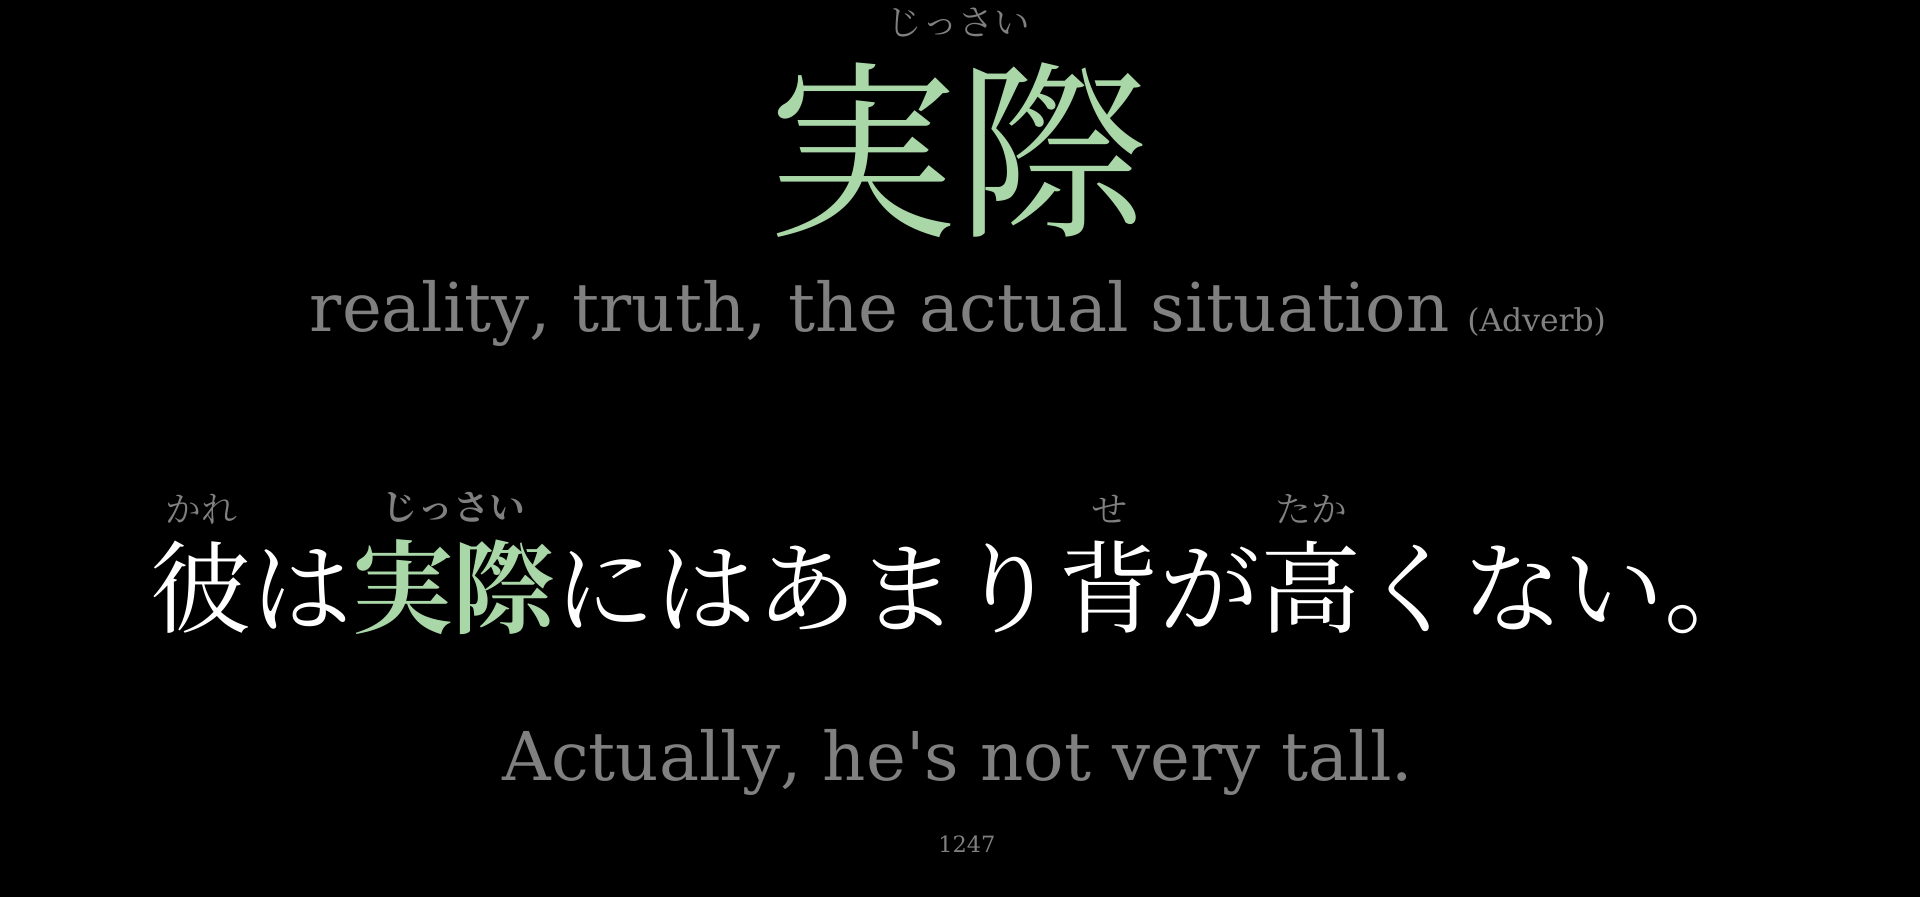 じっさい
実際
reality, truth, the actual situation (Adverb)
かれ じっさい せ たか
彼は実際にはあまり背が高くない。
Actually, he's not very tall.
1247